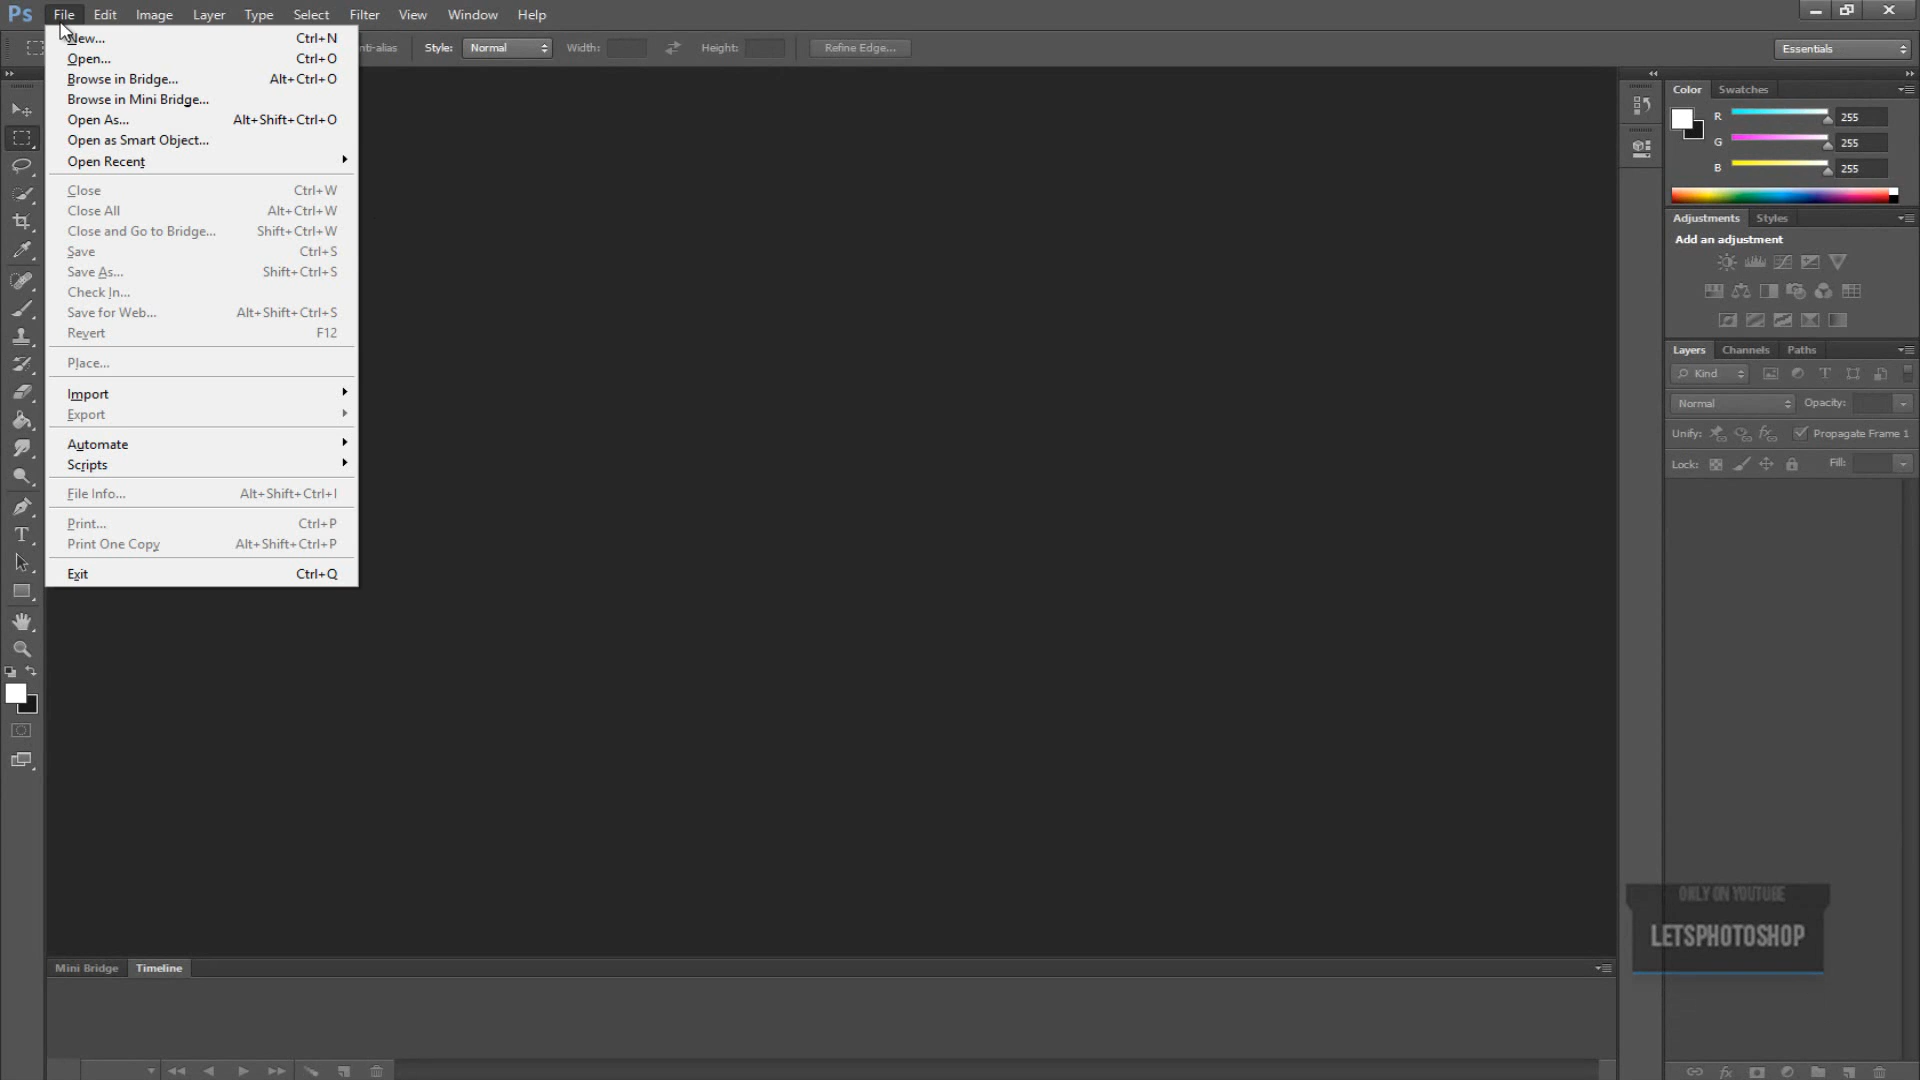 Ps File Edit Image Layer Type Select Filter View Window Help
nti-alias Style: Normal Width: Height: Refine Edge... Essentials
New... Ctrl+N
Open... Ctrl+O
Browse in Bridge... Alt+Ctrl+O
Browse in Mini Bridge...
Open As... Alt+Shift+Ctrl+O
Open as Smart Object...
Open Recent
Close Ctrl+W
Close All Alt+Ctrl+W
Close and Go to Bridge... Shift+Ctrl+W
Save Ctrl+S
Save As... Shift+Ctrl+S
Check In...
Save for Web... Alt+Shift+Ctrl+S
Revert F12
Place...
Import
Export
Automate
Scripts
File Info... Alt+Shift+Ctrl+I
Print... Ctrl+P
Print One Copy Alt+Shift+Ctrl+P
Exit Ctrl+Q
Color Swatches
R 255
G 255
B 255
Adjustments Styles
Add an adjustment
Layers Channels Paths
Kind
Normal Opacity:
Unify: Propagate Frame 1
Lock: Fill:
ONLY ON YOUTUBE
LETSPHOTOSHOP
Mini Bridge Timeline